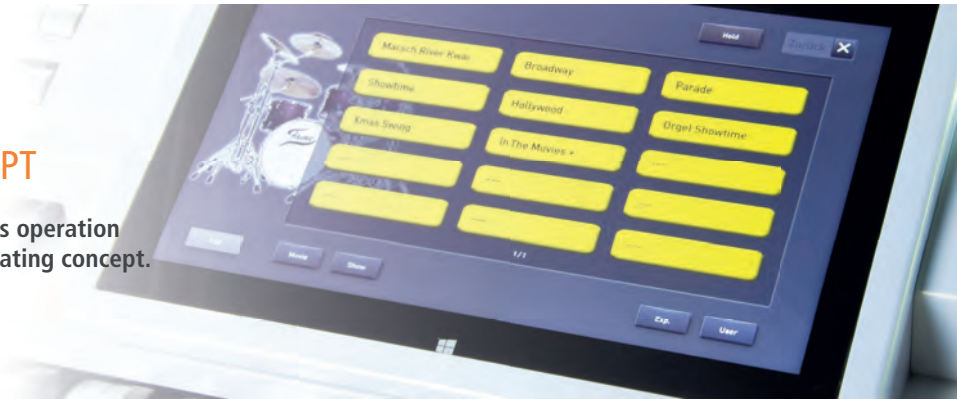 Hold
Zurück
Marsch River Kwai
Broadway
Parade
Showtime
Hollywood
Orgel Showtime
Xmas Swing
In The Movies +
PT
s operation
ating concept.
1/1
Movie
Show
Exp.
User